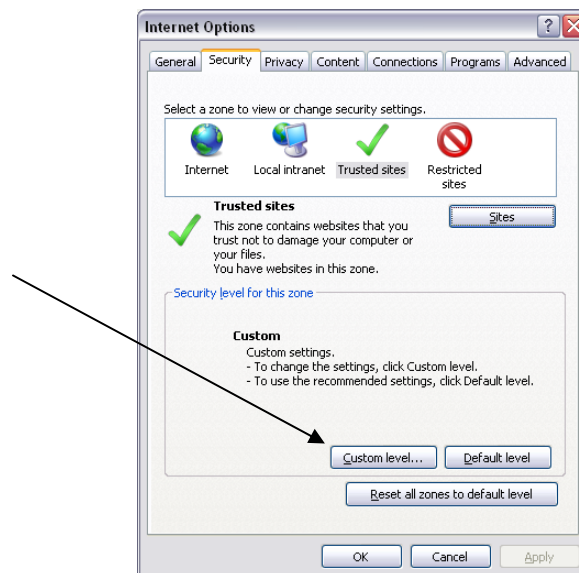 Internet Options
General Security Privacy Content Connections Programs Advanced
Select a zone to view or change security settings.
Internet Local intranet Trusted sites Restricted
sites
Trusted sites
Sites
This zone contains websites that you
trust not to damage your computer or
your files.
You have websites in this zone.
Security level for this zone
Custom
Custom settings.
- To change the settings, click Custom level.
- To use the recommended settings, click Default level.
Custom level... Default level
Reset all zones to default level
OK Cancel Apply